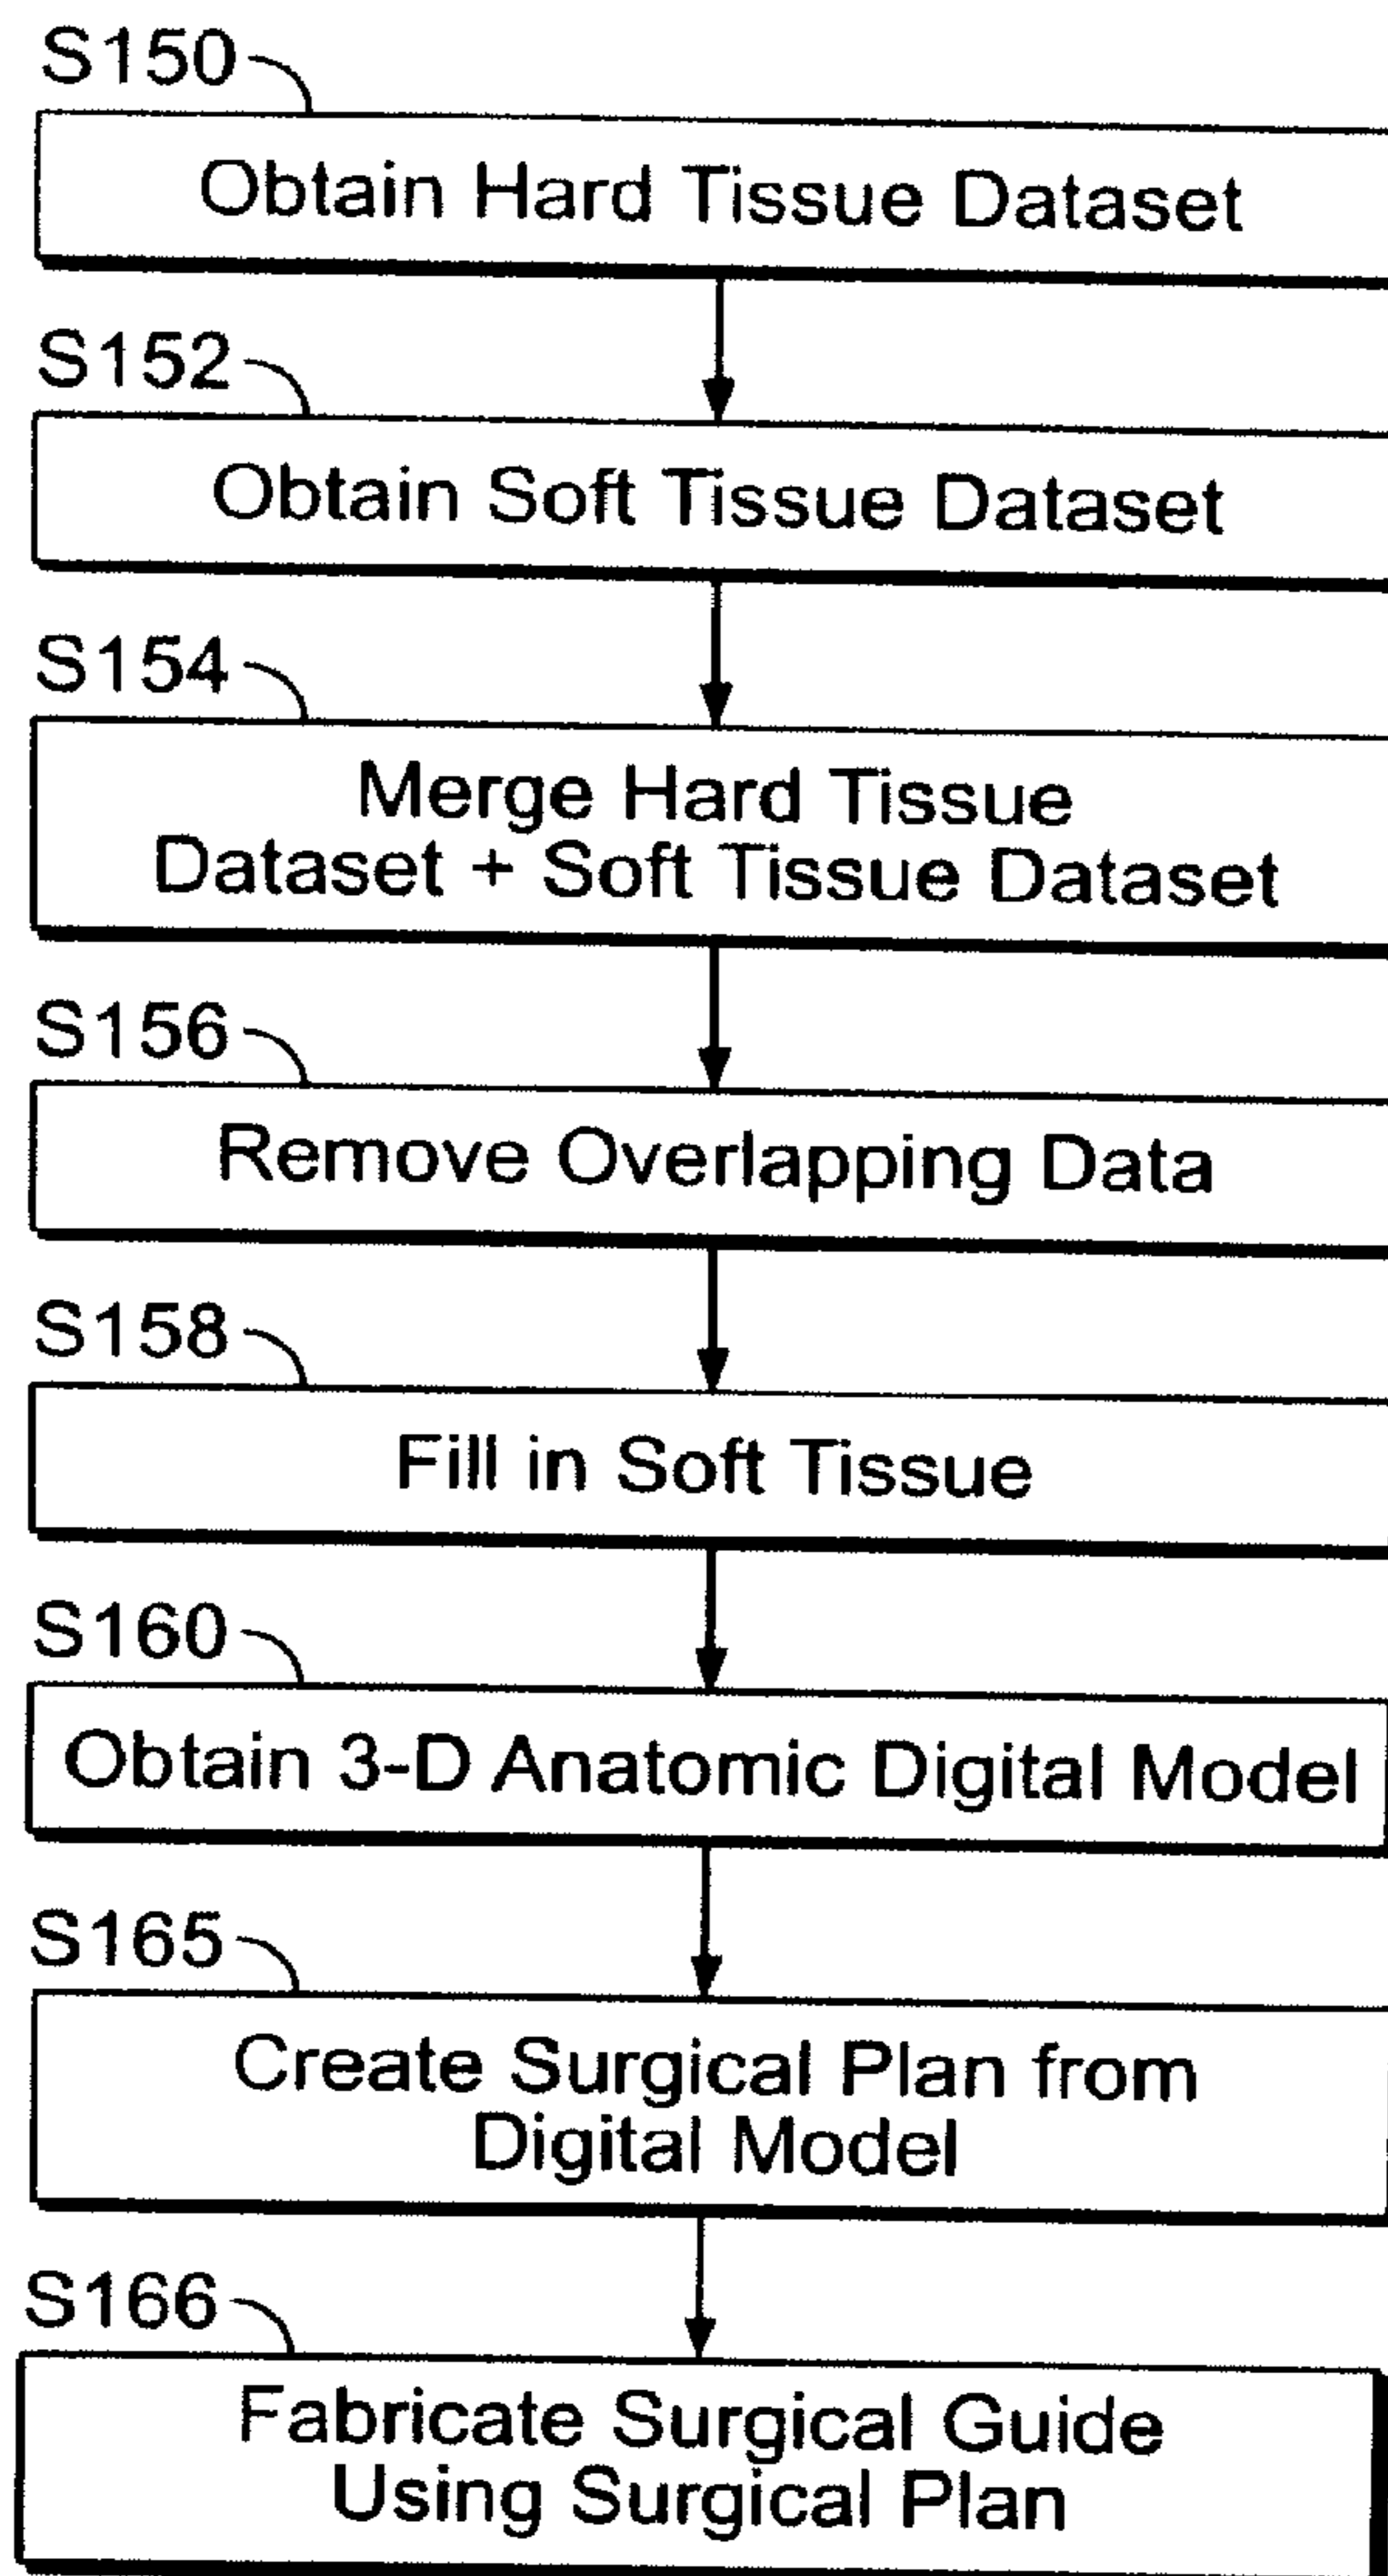 S150
Obtain Hard Tissue Dataset
S152
Obtain Soft Tissue Dataset
S154
Merge Hard Tissue
Dataset + Soft Tissue Dataset
S156
Remove Overlapping Data
S158
Fill in Soft Tissue
S160
Obtain 3-D Anatomic Digital Model
S165
Create Surgical Plan from
Digital Model
S166
Fabricate Surgical Guide
Using Surgical Plan